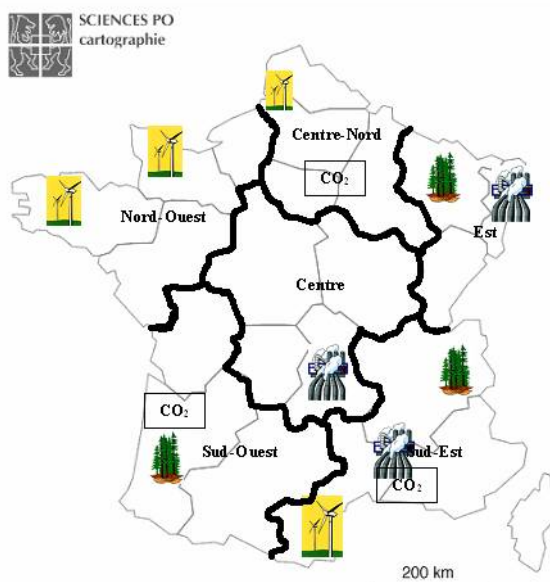 SCIENCES PO
cartographie
Centre-Nord
CO₂
Nord-Ouest
Est
Centre
CO₂
Sud-Ouest
Sud-Est
CO₂
200 km